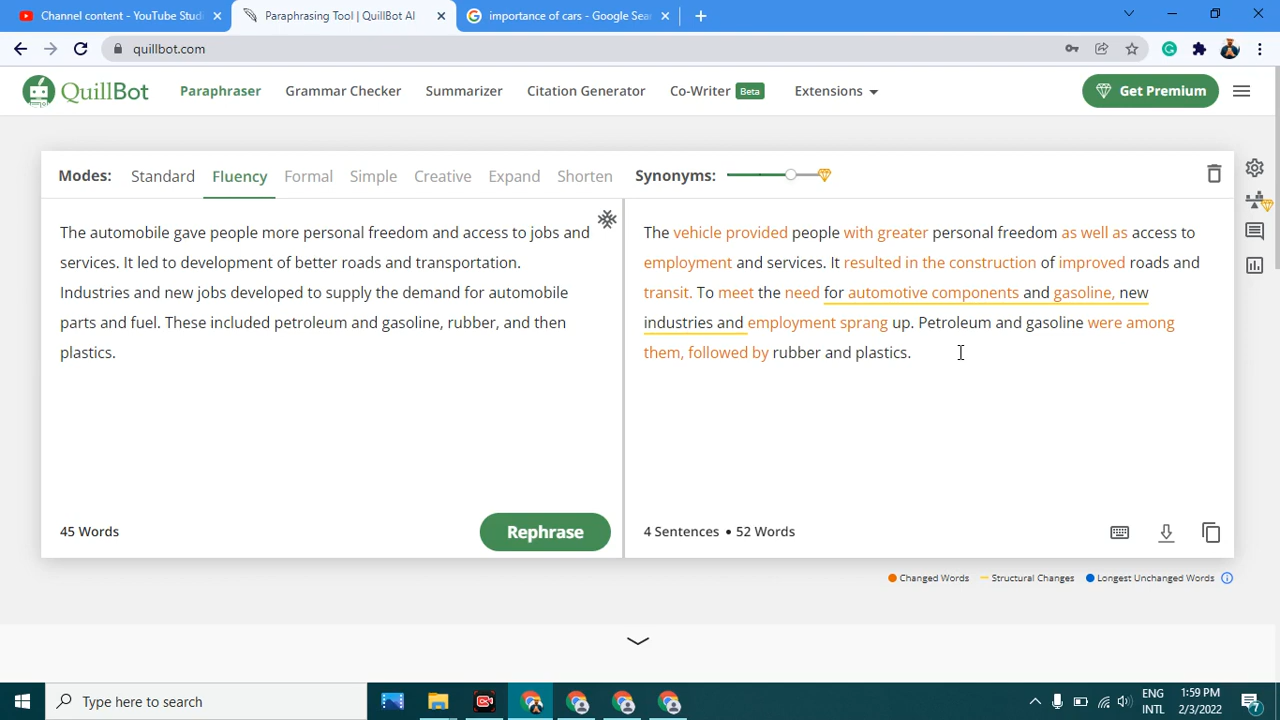 Channel content - YouTube Studi
Paraphrasing Tool | QuillBot AI
importance of cars - Google Sear
quillbot.com
QuillBot
Paraphraser
Grammar Checker
Summarizer
Citation Generator
Co-Writer Beta
Extensions
Get Premium
Modes: Standard Fluency Formal Simple Creative Expand Shorten
Synonyms:
The automobile gave people more personal freedom and access to jobs and
services. It led to development of better roads and transportation.
Industries and new jobs developed to supply the demand for automobile
parts and fuel. These included petroleum and gasoline, rubber, and then
plastics.
45 Words
Rephrase
The vehicle provided people with greater personal freedom as well as access to
employment and services. It resulted in the construction of improved roads and
transit. To meet the need for automotive components and gasoline, new
industries and employment sprang up. Petroleum and gasoline were among
them, followed by rubber and plastics.
4 Sentences • 52 Words
Changed Words
Structural Changes
Longest Unchanged Words
Type here to search
ENG
INTL
1:59 PM
2/3/2022
7